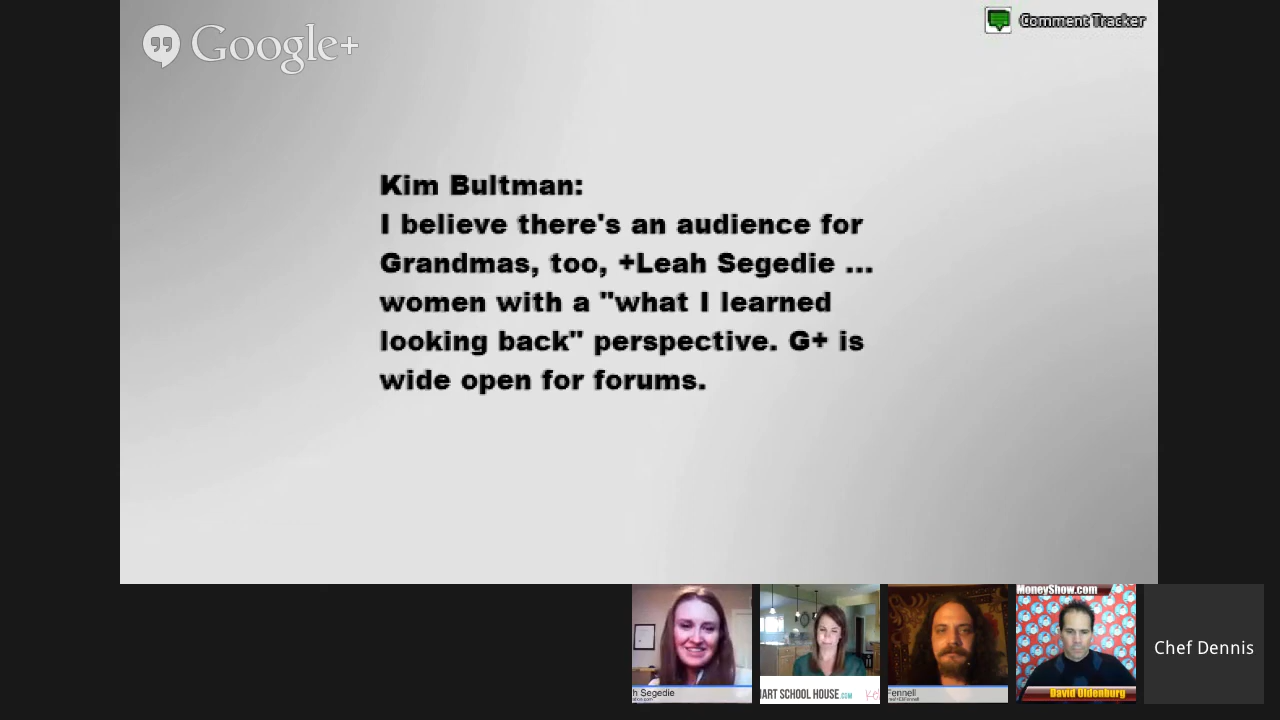 Google+
Comment Tracker
Kim Bultman:
I believe there's an audience for
Grandmas, too, +Leah Segedie ...
women with a "what I learned
looking back" perspective. G+ is
wide open for forums.
h Segedie
MART SCHOOL HOUSE.COM
Fennell
MoneyShow.com
David Oldenburg
Chef Dennis